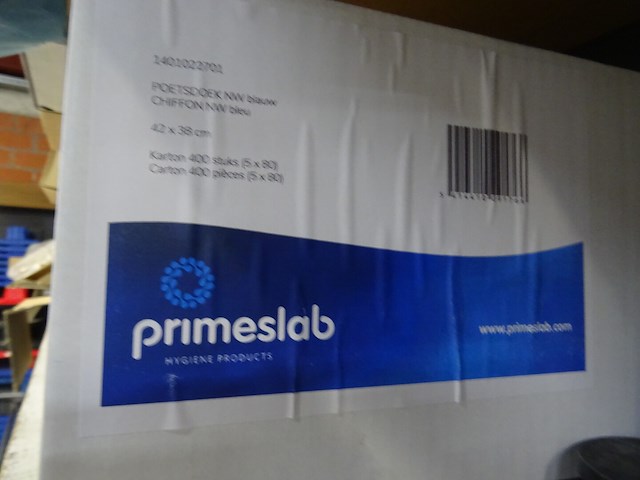 1401022701
POETSDOEK NW blauw
CHIFFON NW bleu
42 x 38 cm
Karton 400 stuks (5 x 80)
Carton 400 pièces (5 x 80)
primeslab
HYGIENE PRODUCTS
www.primeslab.com